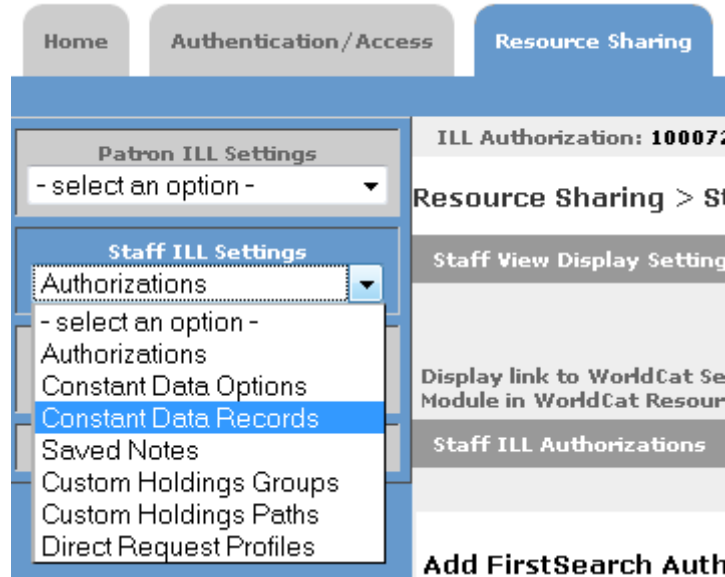 Home
Authentication/Access
Resource Sharing
Patron ILL Settings
- select an option -
Staff ILL Settings
Authorizations
- select an option -
Authorizations
Constant Data Options
Constant Data Records
Saved Notes
Custom Holdings Groups
Custom Holdings Paths
Direct Request Profiles
ILL Authorization: 100072
Resource Sharing > St
Staff View Display Setting
Display link to WorldCat Se
Module in WorldCat Resour
Staff ILL Authorizations
Add FirstSearch Auth